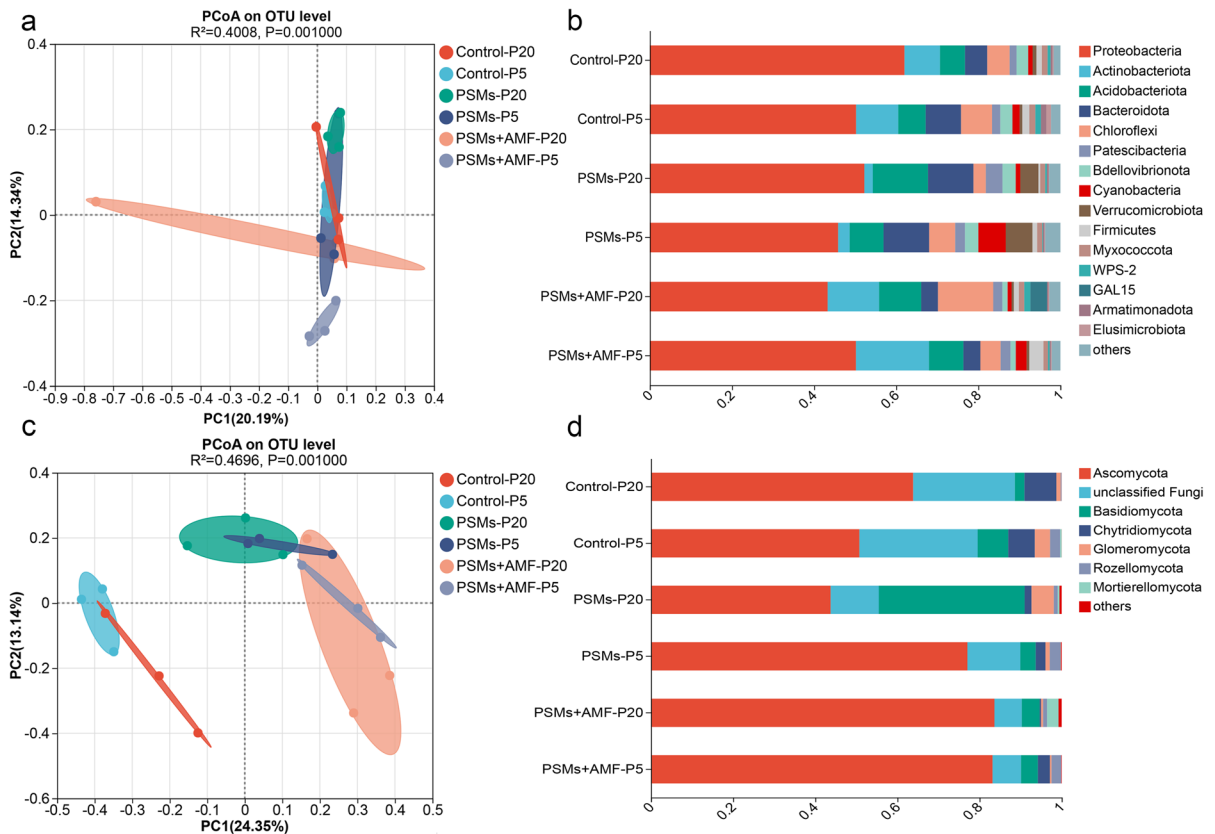 a
PCoA on OTU level
R²=0.4008, P=0.001000
0.4
0.2
0
-0.2
-0.4
PC2(14.34%)
-0.9 -0.8 -0.7 -0.6 -0.5 -0.4 -0.3 -0.2 -0.1 0 0.1 0.2 0.3 0.4
PC1(20.19%)
Control-P20
Control-P5
PSMs-P20
PSMs-P5
PSMs+AMF-P20
PSMs+AMF-P5
b
Control-P20
Control-P5
PSMs-P20
PSMs-P5
PSMs+AMF-P20
PSMs+AMF-P5
0 0.2 0.4 0.6 0.8 1
Proteobacteria
Actinobacteriota
Acidobacteriota
Bacteroidota
Chloroflexi
Patescibacteria
Bdellovibrionota
Cyanobacteria
Verrucomicrobiota
Firmicutes
Myxococcota
WPS-2
GAL15
Armatimonadota
Elusimicrobiota
others
c
PCoA on OTU level
R²=0.4696, P=0.001000
0.4
0.2
0
-0.2
-0.4
-0.6
PC2(13.14%)
-0.5 -0.4 -0.3 -0.2 -0.1 0 0.1 0.2 0.3 0.4 0.5
PC1(24.35%)
Control-P20
Control-P5
PSMs-P20
PSMs-P5
PSMs+AMF-P20
PSMs+AMF-P5
d
Control-P20
Control-P5
PSMs-P20
PSMs-P5
PSMs+AMF-P20
PSMs+AMF-P5
0 0.2 0.4 0.6 0.8 1
Ascomycota
unclassified Fungi
Basidiomycota
Chytridiomycota
Glomeromycota
Rozellomycota
Mortierellomycota
others